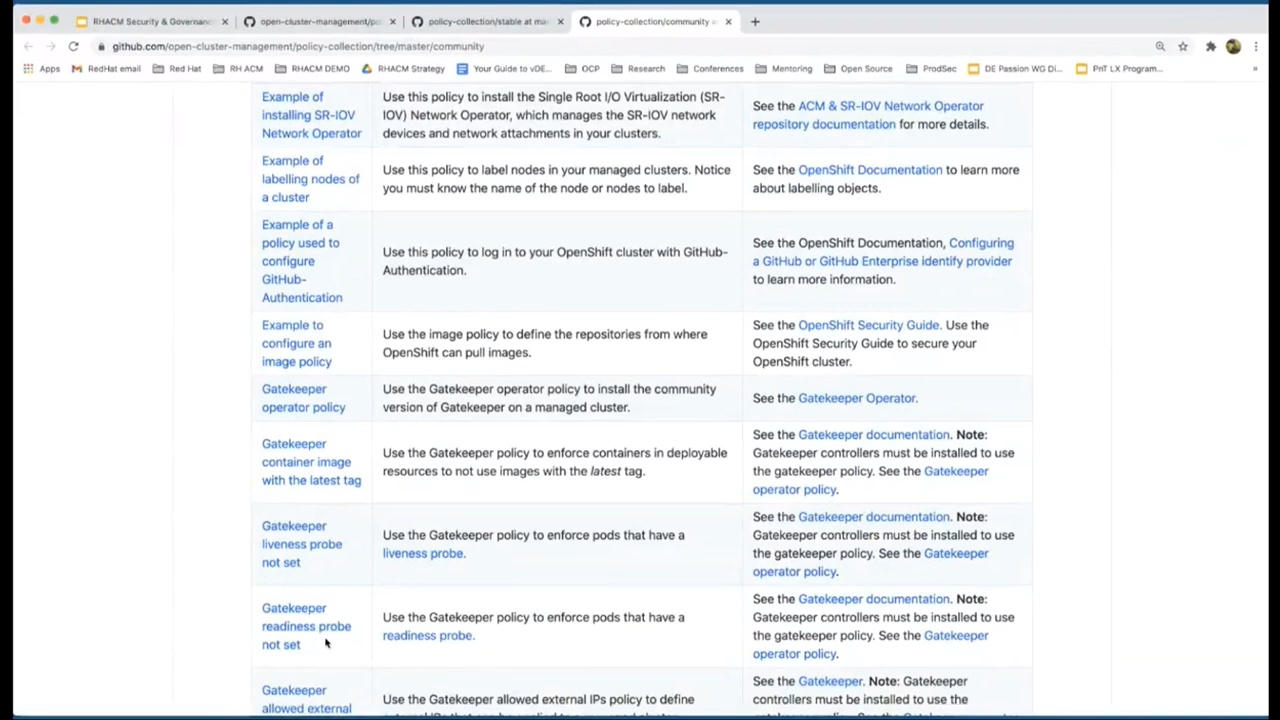 RHACM Security & Governanc
open-cluster-management/po
policy-collection/stable at ma
policy-collection/community a
github.com/open-cluster-management/policy-collection/tree/master/community
Apps
RedHat email
Red Hat
RH ACM
RHACM DEMO
RHACM Strategy
Your Guide to vDE...
OCP
Research
Conferences
Mentoring
Open Source
ProdSec
DE Passion WG Di...
PnT LX Program...
»
Example of
installing SR-IOV
Network Operator
Use this policy to install the Single Root I/O Virtualization (SR-
IOV) Network Operator, which manages the SR-IOV network
devices and network attachments in your clusters.
See the ACM & SR-IOV Network Operator
repository documentation for more details.
Example of
labelling nodes of
a cluster
Use this policy to label nodes in your managed clusters. Notice
you must know the name of the node or nodes to label.
See the OpenShift Documentation to learn more
about labelling objects.
Example of a
policy used to
configure
GitHub-
Authentication
Use this policy to log in to your OpenShift cluster with GitHub-
Authentication.
See the OpenShift Documentation, Configuring
a GitHub or GitHub Enterprise identify provider
to learn more information.
Example to
configure an
image policy
Use the image policy to define the repositories from where
OpenShift can pull images.
See the OpenShift Security Guide. Use the
OpenShift Security Guide to secure your
OpenShift cluster.
Gatekeeper
operator policy
Use the Gatekeeper operator policy to install the community
version of Gatekeeper on a managed cluster.
See the Gatekeeper Operator.
Gatekeeper
container image
with the latest tag
Use the Gatekeeper policy to enforce containers in deployable
resources to not use images with the latest tag.
See the Gatekeeper documentation. Note:
Gatekeeper controllers must be installed to use
the gatekeeper policy. See the Gatekeeper
operator policy.
Gatekeeper
liveness probe
not set
Use the Gatekeeper policy to enforce pods that have a
liveness probe.
See the Gatekeeper documentation. Note:
Gatekeeper controllers must be installed to use
the gatekeeper policy. See the Gatekeeper
operator policy.
Gatekeeper
readiness probe
not set
Use the Gatekeeper policy to enforce pods that have a
readiness probe.
See the Gatekeeper documentation. Note:
Gatekeeper controllers must be installed to use
the gatekeeper policy. See the Gatekeeper
operator policy.
Gatekeeper
allowed external
Use the Gatekeeper allowed external IPs policy to define
See the Gatekeeper. Note: Gatekeeper
controllers must be installed to use the